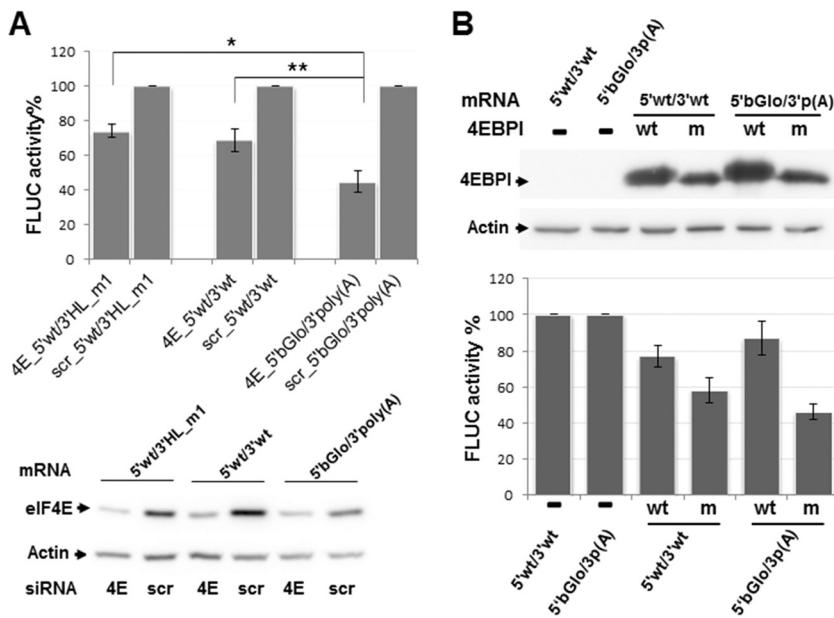 A
*
**
120
100
80
60
40
20
0
FLUC activity%
4E_5'wt/3'HL_m1
scr_5'wt/3'HL_m1
4E_5'wt/3'wt
scr_5'wt/3'wt
4E_5'bGlo/3'poly(A)
scr_5'bGlo/3'poly(A)
mRNA
5'wt/3'HL_m1
5'wt/3'wt
5'bGlo/3'poly(A)
eIF4E
Actin
siRNA 4E scr 4E scr 4E scr
B
5'wt/3'wt
5'bGlo/3p(A)
mRNA 5'wt/3'wt 5'bGlo/3'p(A)
4EBPI - - wt m wt m
4EBPI
Actin
120
100
80
60
40
20
0
FLUC activity %
- - wt m wt m
5'wt/3'wt
5'bGlo/3p(A)
5'wt/3'wt
5'bGlo/3p(A)